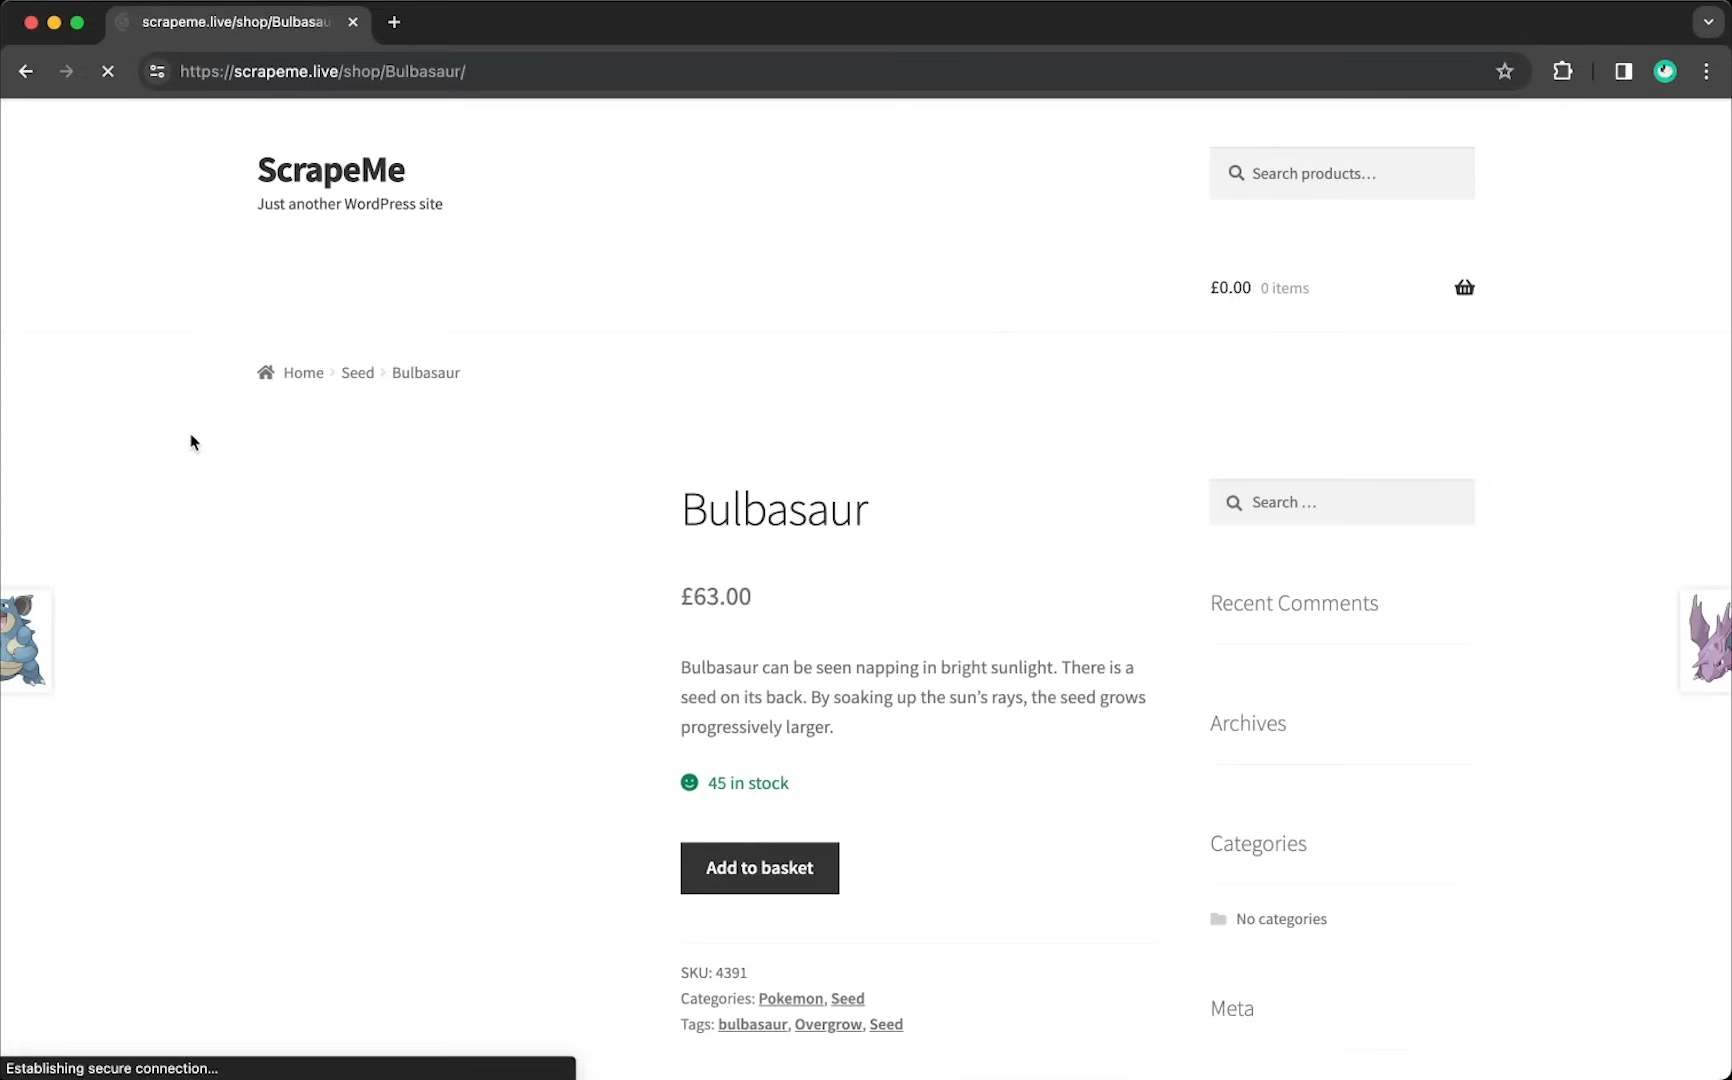 scrapeme.live/shop/Bulbasau
https://scrapeme.live/shop/Bulbasaur/
ScrapeMe
Just another WordPress site
Search products…
£0.00 0 items
Home › Seed › Bulbasaur
Bulbasaur
Search …
£63.00
Recent Comments
Bulbasaur can be seen napping in bright sunlight. There is a
seed on its back. By soaking up the sun’s rays, the seed grows
progressively larger.
Archives
45 in stock
Categories
Add to basket
No categories
SKU: 4391
Categories: Pokemon, Seed
Tags: bulbasaur, Overgrow, Seed
Meta
Establishing secure connection...